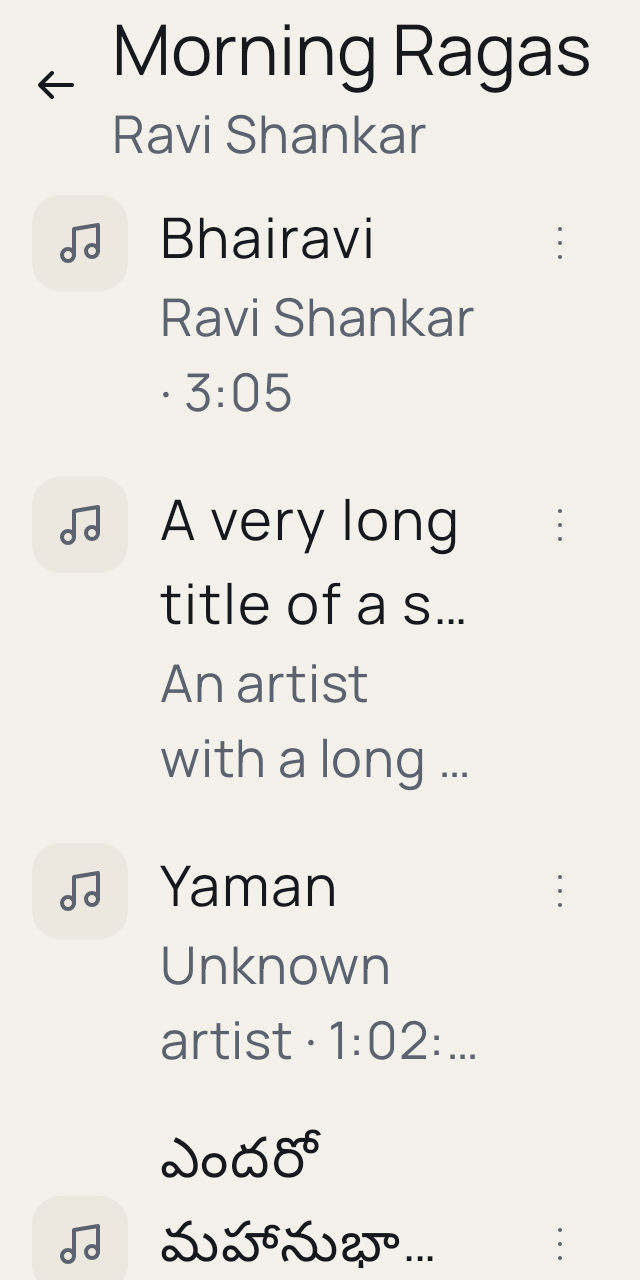 Morning Ragas
Ravi Shankar
Bhairavi
Ravi Shankar
· 3:05
A very long
title of a s…
An artist
with a long …
Yaman
Unknown
artist · 1:02:…
ఎందరో
మహానుభా…